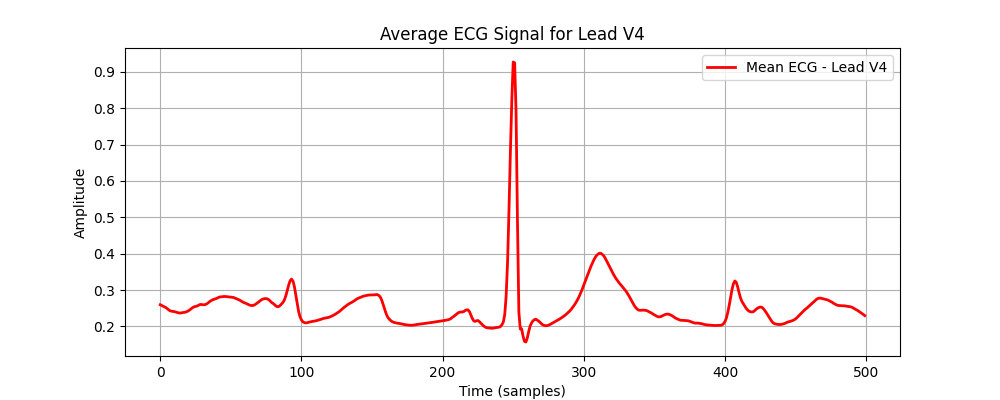 Average ECG Signal for Lead V4
Mean ECG - Lead V4
Amplitude
0.9
0.8
0.7
0.6
0.5
0.4
0.3
0.2
0 100 200 300 400 500
Time (samples)